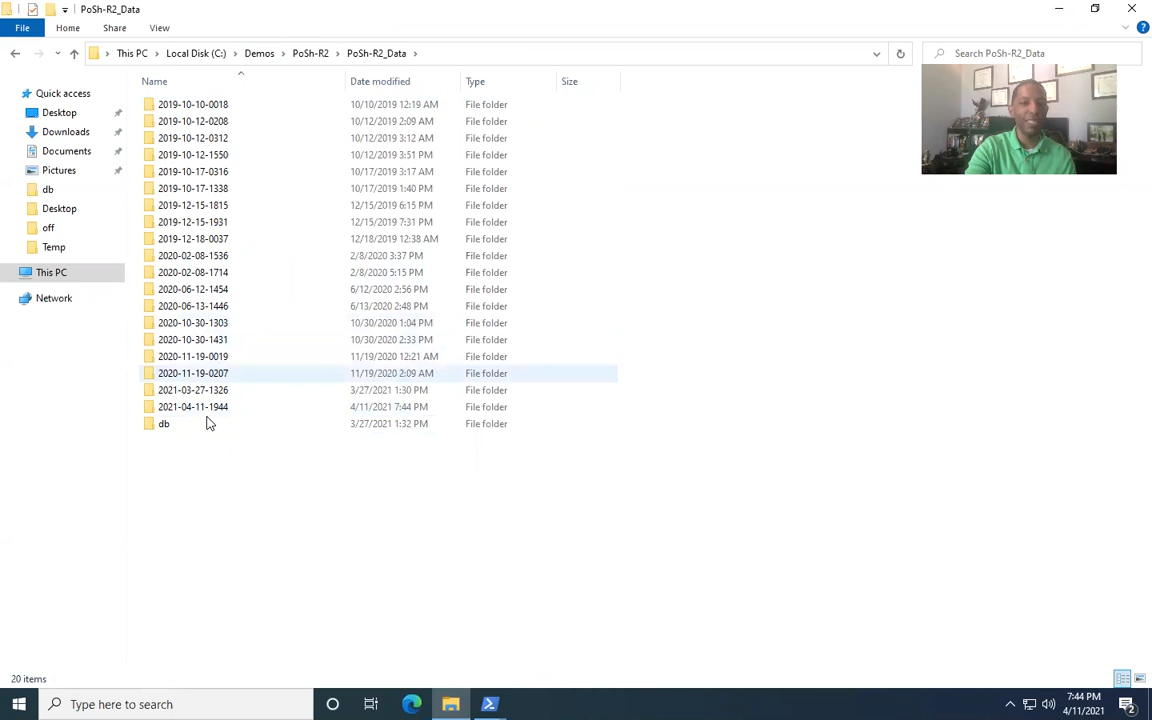 PoSh-R2_Data
File Home Share View
This PC Local Disk (C:) Demos PoSh-R2 PoSh-R2_Data Search PoSh-R2_Data
Name Date modified Type Size
Quick access
Desktop
Downloads
Documents
Pictures
db
Desktop
off
Temp
This PC
Network
2019-10-10-0018 10/10/2019 12:19 AM File folder
2019-10-12-0208 10/12/2019 2:09 AM File folder
2019-10-12-0312 10/12/2019 3:12 AM File folder
2019-10-12-1550 10/12/2019 3:51 PM File folder
2019-10-17-0316 10/17/2019 3:17 AM File folder
2019-10-17-1338 10/17/2019 1:40 PM File folder
2019-12-15-1815 12/15/2019 6:15 PM File folder
2019-12-15-1931 12/15/2019 7:31 PM File folder
2019-12-18-0037 12/18/2019 12:38 AM File folder
2020-02-08-1536 2/8/2020 3:37 PM File folder
2020-02-08-1714 2/8/2020 5:15 PM File folder
2020-06-12-1454 6/12/2020 2:56 PM File folder
2020-06-13-1446 6/13/2020 2:48 PM File folder
2020-10-30-1303 10/30/2020 1:04 PM File folder
2020-10-30-1431 10/30/2020 2:33 PM File folder
2020-11-19-0019 11/19/2020 12:21 AM File folder
2020-11-19-0207 11/19/2020 2:09 AM File folder
2021-03-27-1326 3/27/2021 1:30 PM File folder
2021-04-11-1944 4/11/2021 7:44 PM File folder
db 3/27/2021 1:32 PM File folder
20 items
Type here to search
7:44 PM
4/11/2021
2